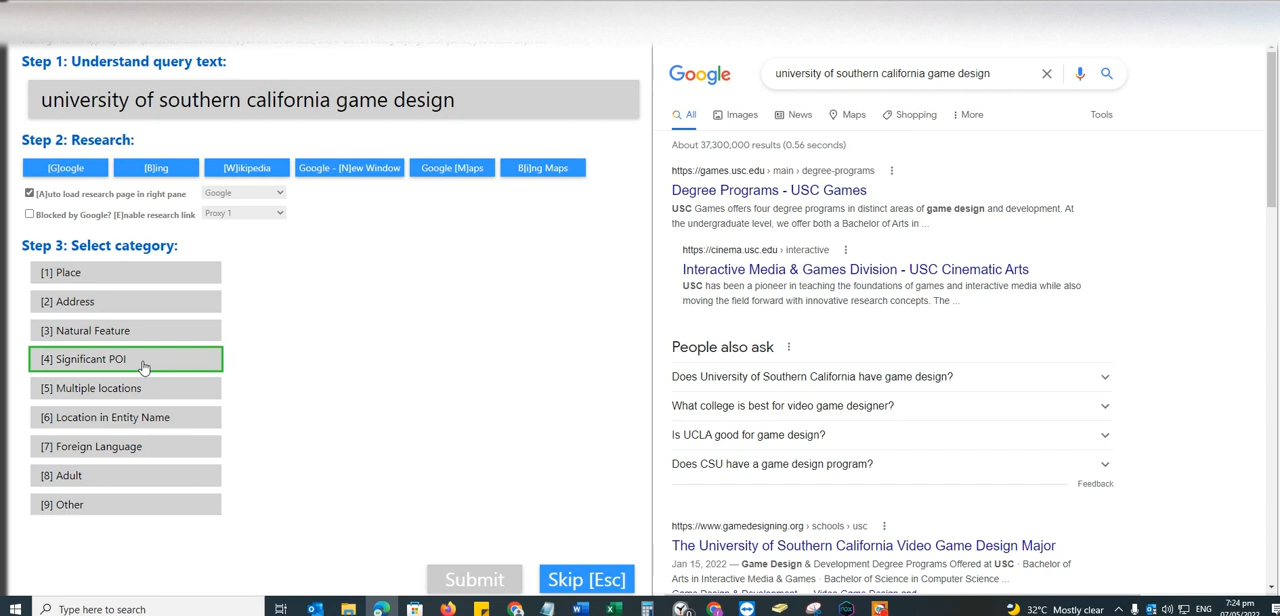 Step 1: Understand query text:
university of southern california game design
Step 2: Research:
[G]oogle
[B]ing
[W]ikipedia
Google - [N]ew Window
Google [M]aps
B[i]ng Maps
[A]uto load research page in right pane
Google
Blocked by Google? [E]nable research link
Proxy 1
Step 3: Select category:
[1] Place
[2] Address
[3] Natural Feature
[4] Significant POI
[5] Multiple locations
[6] Location in Entity Name
[7] Foreign Language
[8] Adult
[9] Other
Submit
Skip [Esc]
Google
university of southern california game design
All
Images
News
Maps
Shopping
More
Tools
About 37,300,000 results (0.56 seconds)
https://games.usc.edu › main › degree-programs
Degree Programs - USC Games
USC Games offers four degree programs in distinct areas of game design and development. At
the undergraduate level, we offer both a Bachelor of Arts in ...
https://cinema.usc.edu › interactive
Interactive Media & Games Division - USC Cinematic Arts
USC has been a pioneer in teaching the foundations of games and interactive media while also
moving the field forward with innovative research concepts. The ...
People also ask
Does University of Southern California have game design?
What college is best for video game designer?
Is UCLA good for game design?
Does CSU have a game design program?
Feedback
https://www.gamedesigning.org › schools › usc
The University of Southern California Video Game Design Major
Jan 15, 2022 — Game Design & Development Degree Programs Offered at USC · Bachelor of
Arts in Interactive Media & Games · Bachelor of Science in Computer Science ...
Type here to search
32°C Mostly clear
ENG
7:24 pm
07/05/2022